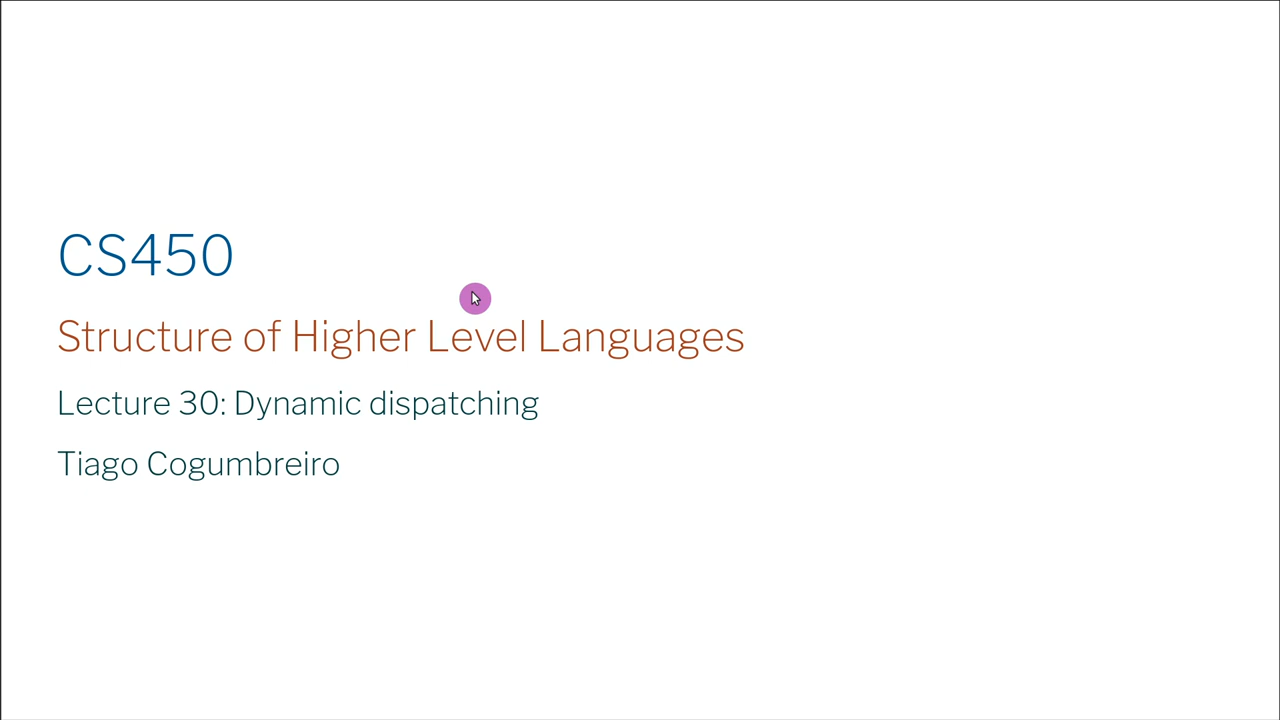 CS450
Structure of Higher Level Languages
Lecture 30: Dynamic dispatching
Tiago Cogumbreiro